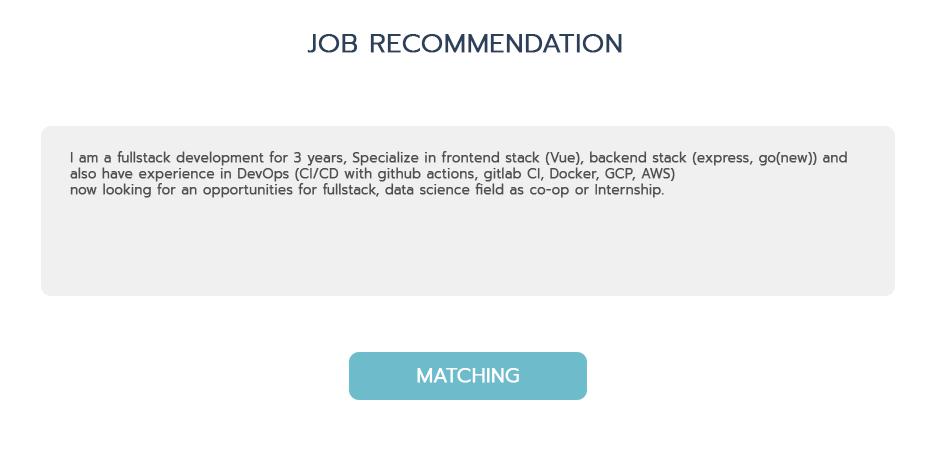 JOB RECOMMENDATION
I am a fullstack development for 3 years, Specialize in frontend stack (Vue), backend stack (express, go(new)) and
also have experience in DevOps (CI/CD with github actions, gitlab CI, Docker, GCP, AWS)
now looking for an opportunities for fullstack, data science field as co-op or Internship.
MATCHING